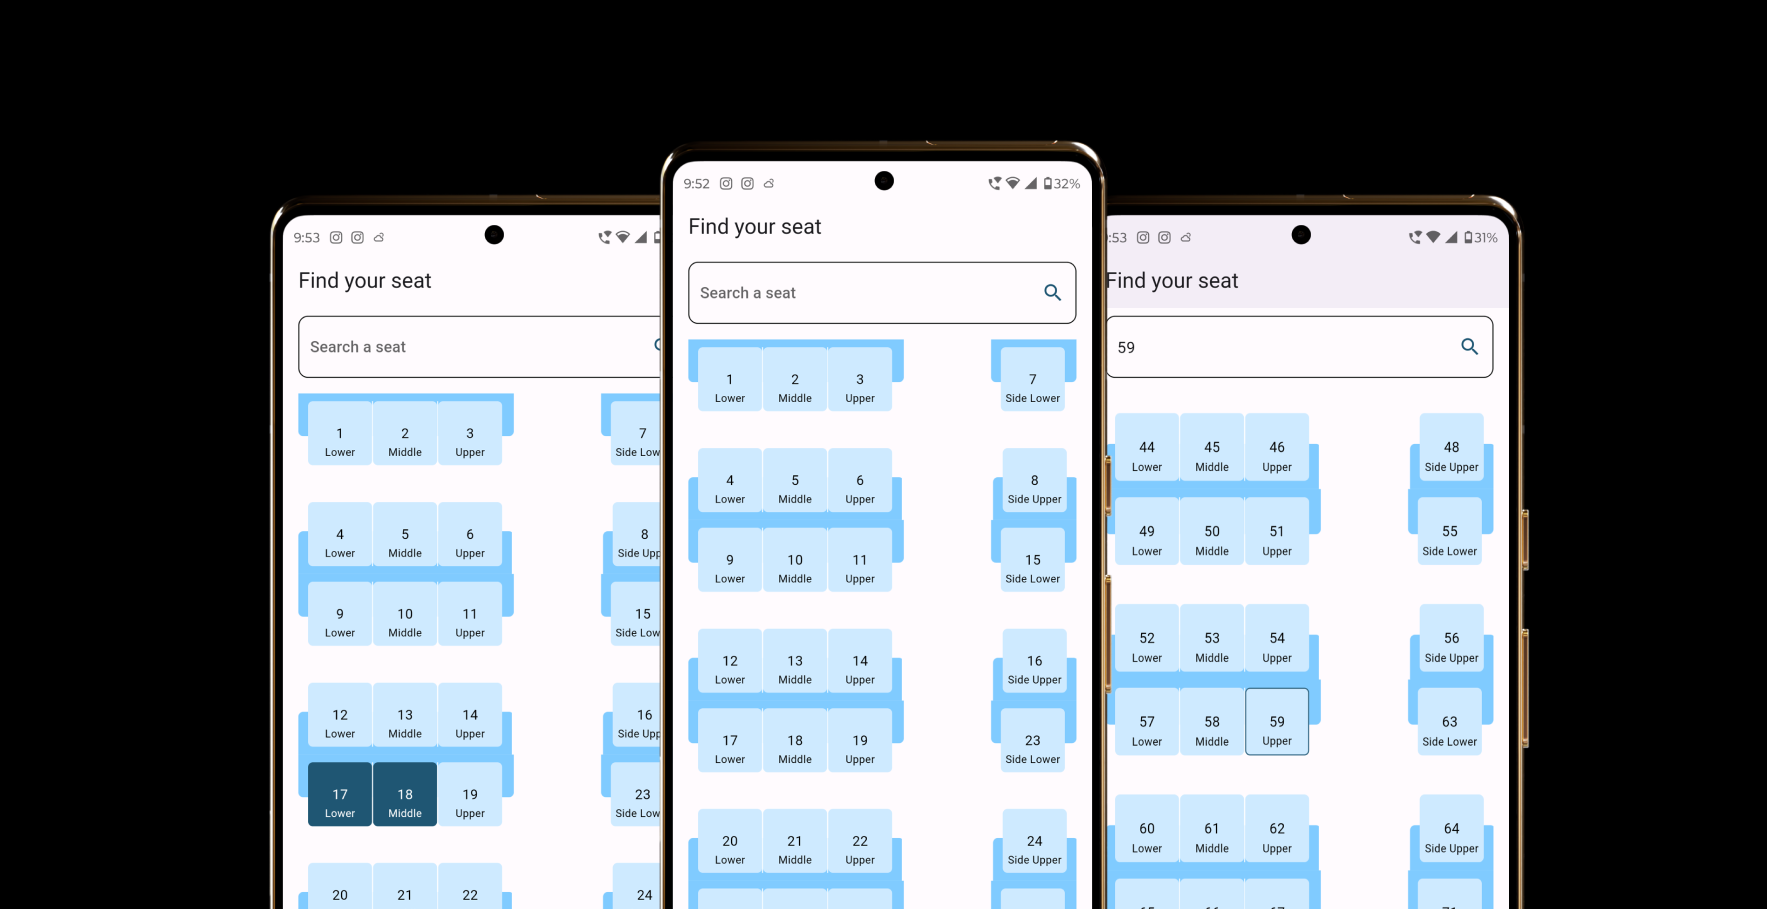 9:53
Find your seat
Search a seat
1 2 3 7
Lower Middle Upper Side Low
4 5 6 8
Lower Middle Upper Side Upp
9 10 11 15
Lower Middle Upper Side Low
12 13 14 16
Lower Middle Upper Side Upp
17 18 19 23
Lower Middle Upper Side Low
20 21 22 24
9:52 32%
Find your seat
Search a seat
1 2 3 7
Lower Middle Upper Side Lower
4 5 6 8
Lower Middle Upper Side Upper
9 10 11 15
Lower Middle Upper Side Lower
12 13 14 16
Lower Middle Upper Side Upper
17 18 19 23
Lower Middle Upper Side Lower
20 21 22 24
Lower Middle Upper Side Upper
:53 31%
Find your seat
59
44 45 46 48
Lower Middle Upper Side Upper
49 50 51 55
Lower Middle Upper Side Lower
52 53 54 56
Lower Middle Upper Side Upper
57 58 59 63
Lower Middle Upper Side Lower
60 61 62 64
Lower Middle Upper Side Upper